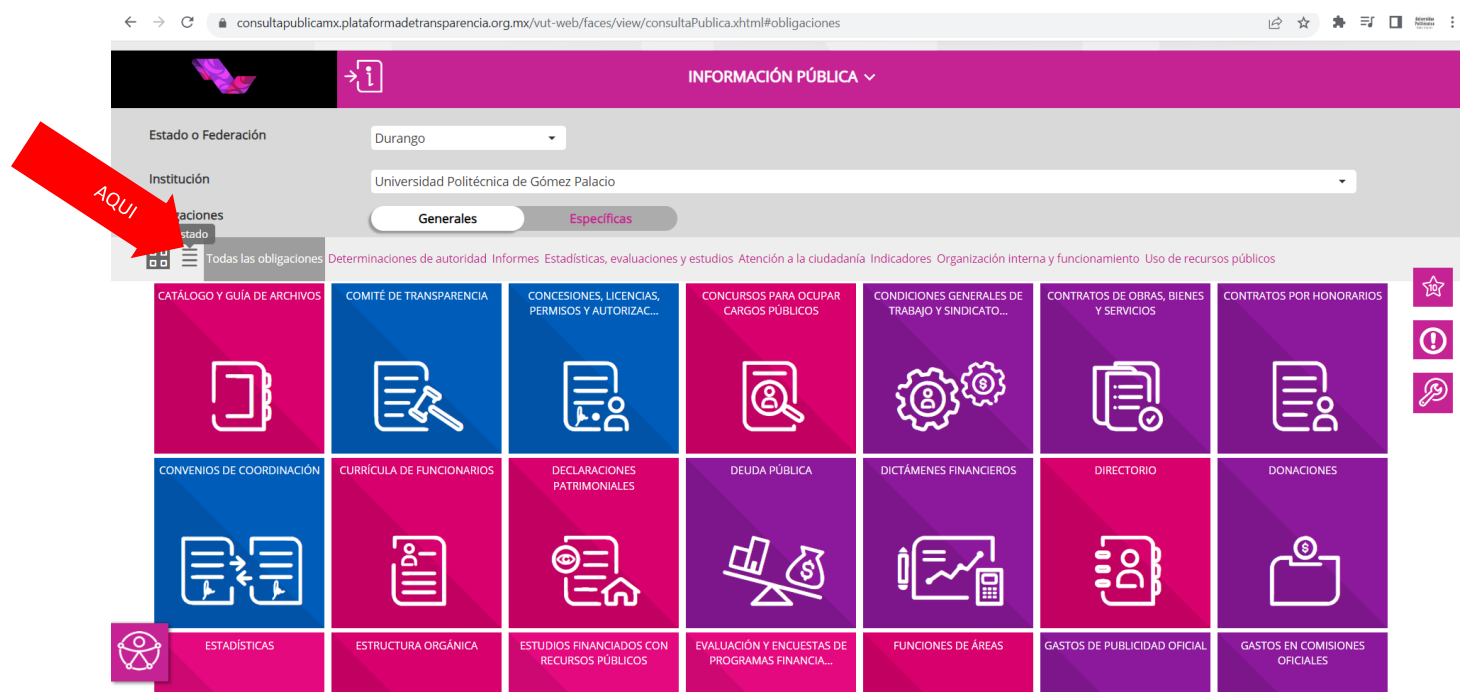 consultapublicamx.plataformadetransparencia.org.mx/vut-web/faces/view/consultaPublica.xhtml#obligaciones
INFORMACIÓN PÚBLICA
Estado o Federación
Durango
Institución
Universidad Politécnica de Gómez Palacio
AQUI
gaciones
Generales
Específicas
stado
Todas las obligaciones Determinaciones de autoridad Informes Estadísticas, evaluaciones y estudios Atención a la ciudadanía Indicadores Organización interna y funcionamiento Uso de recursos públicos
CATÁLOGO Y GUÍA DE ARCHIVOS
COMITÉ DE TRANSPARENCIA
CONCESIONES, LICENCIAS,
PERMISOS Y AUTORIZAC...
CONCURSOS PARA OCUPAR
CARGOS PÚBLICOS
CONDICIONES GENERALES DE
TRABAJO Y SINDICATO...
CONTRATOS DE OBRAS, BIENES
Y SERVICIOS
CONTRATOS POR HONORARIOS
10
CONVENIOS DE COORDINACIÓN
CURRÍCULA DE FUNCIONARIOS
DECLARACIONES
PATRIMONIALES
DEUDA PÚBLICA
DICTÁMENES FINANCIEROS
DIRECTORIO
DONACIONES
ESTADÍSTICAS
ESTRUCTURA ORGÁNICA
ESTUDIOS FINANCIADOS CON
RECURSOS PÚBLICOS
EVALUACIÓN Y ENCUESTAS DE
PROGRAMAS FINANCIA...
FUNCIONES DE ÁREAS
GASTOS DE PUBLICIDAD OFICIAL
GASTOS EN COMISIONES
OFICIALES